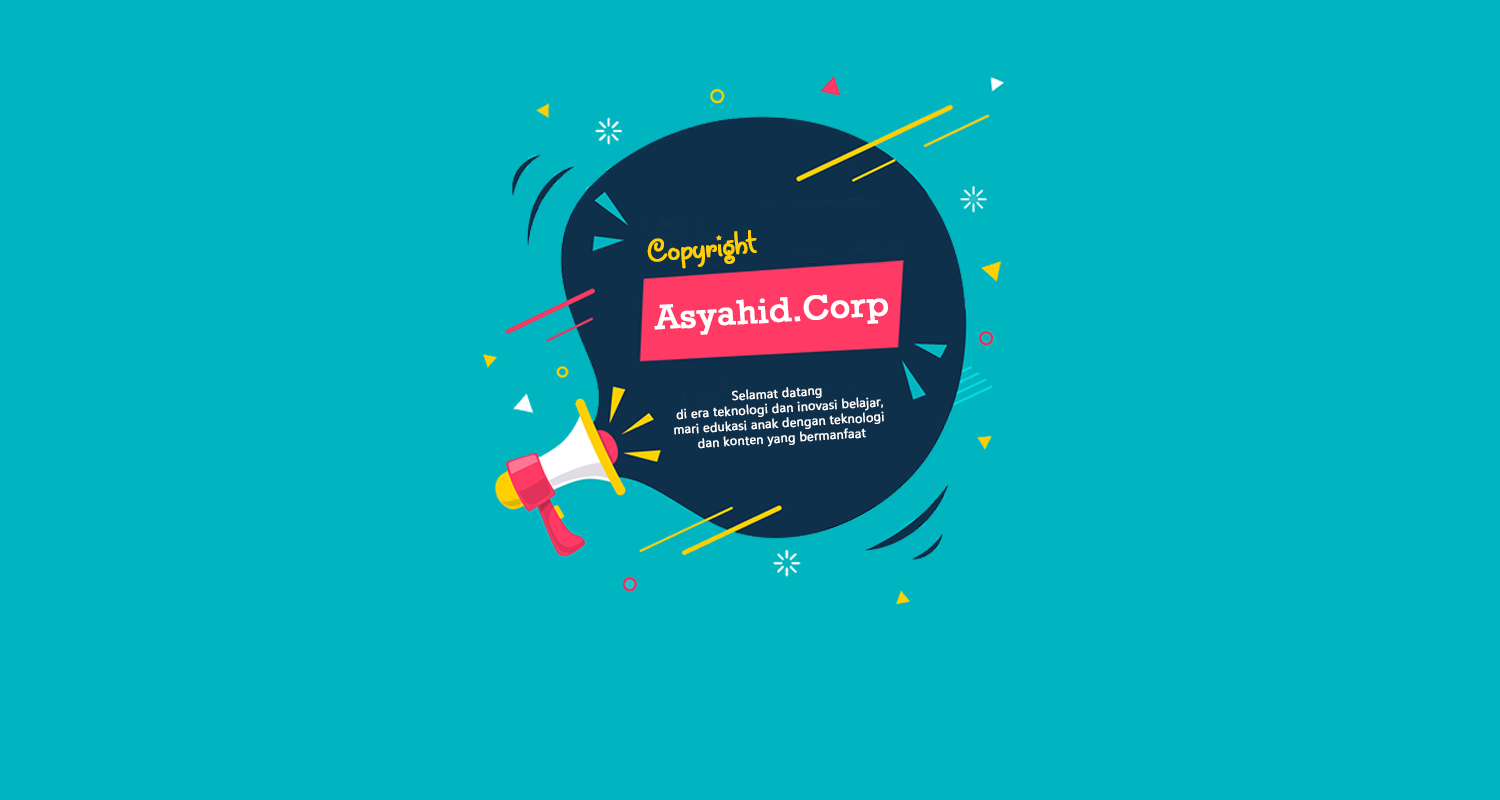 Copyright
Asyahid.Corp
Selamat datang
di era teknologi dan inovasi belajar,
mari edukasi anak dengan teknologi
dan konten yang bermanfaat